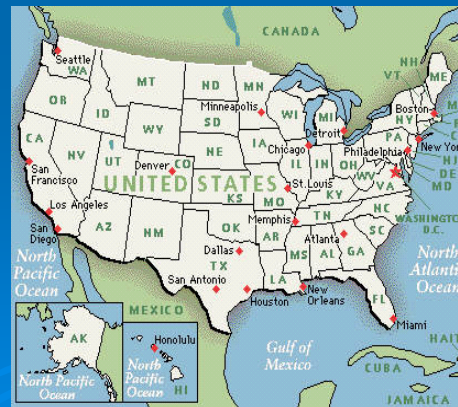 CANADA
Seattle
WA
MT
ND
MN
NH
VT
ME
OR
ID
Minneapolis
WI
MI
Boston
SD
WY
NY
CA
NV
UT
NE
IA
Chicago
Detroit
PA
Philadelphia
New York
Denver
CO
IL
IN
OH
WV
VA
NJ
DE
MD
San
Francisco
UNITED STATES
KS
St. Louis
MO
KY
WASHINGTON
D.C.
Los Angeles
San
Diego
AZ
NM
OK
Memphis
AR
TN
NC
SC
Dallas
Atlanta
MS
AL
GA
North
Pacific
Ocean
TX
San Antonio
LA
North
Atlantic
Ocean
Houston
New
Orleans
FL
MEXICO
Miami
AK
Honolulu
HI
Gulf of
Mexico
North Pacific
Ocean
North
Pacific
Ocean
CUBA
HAITI
JAMAICA